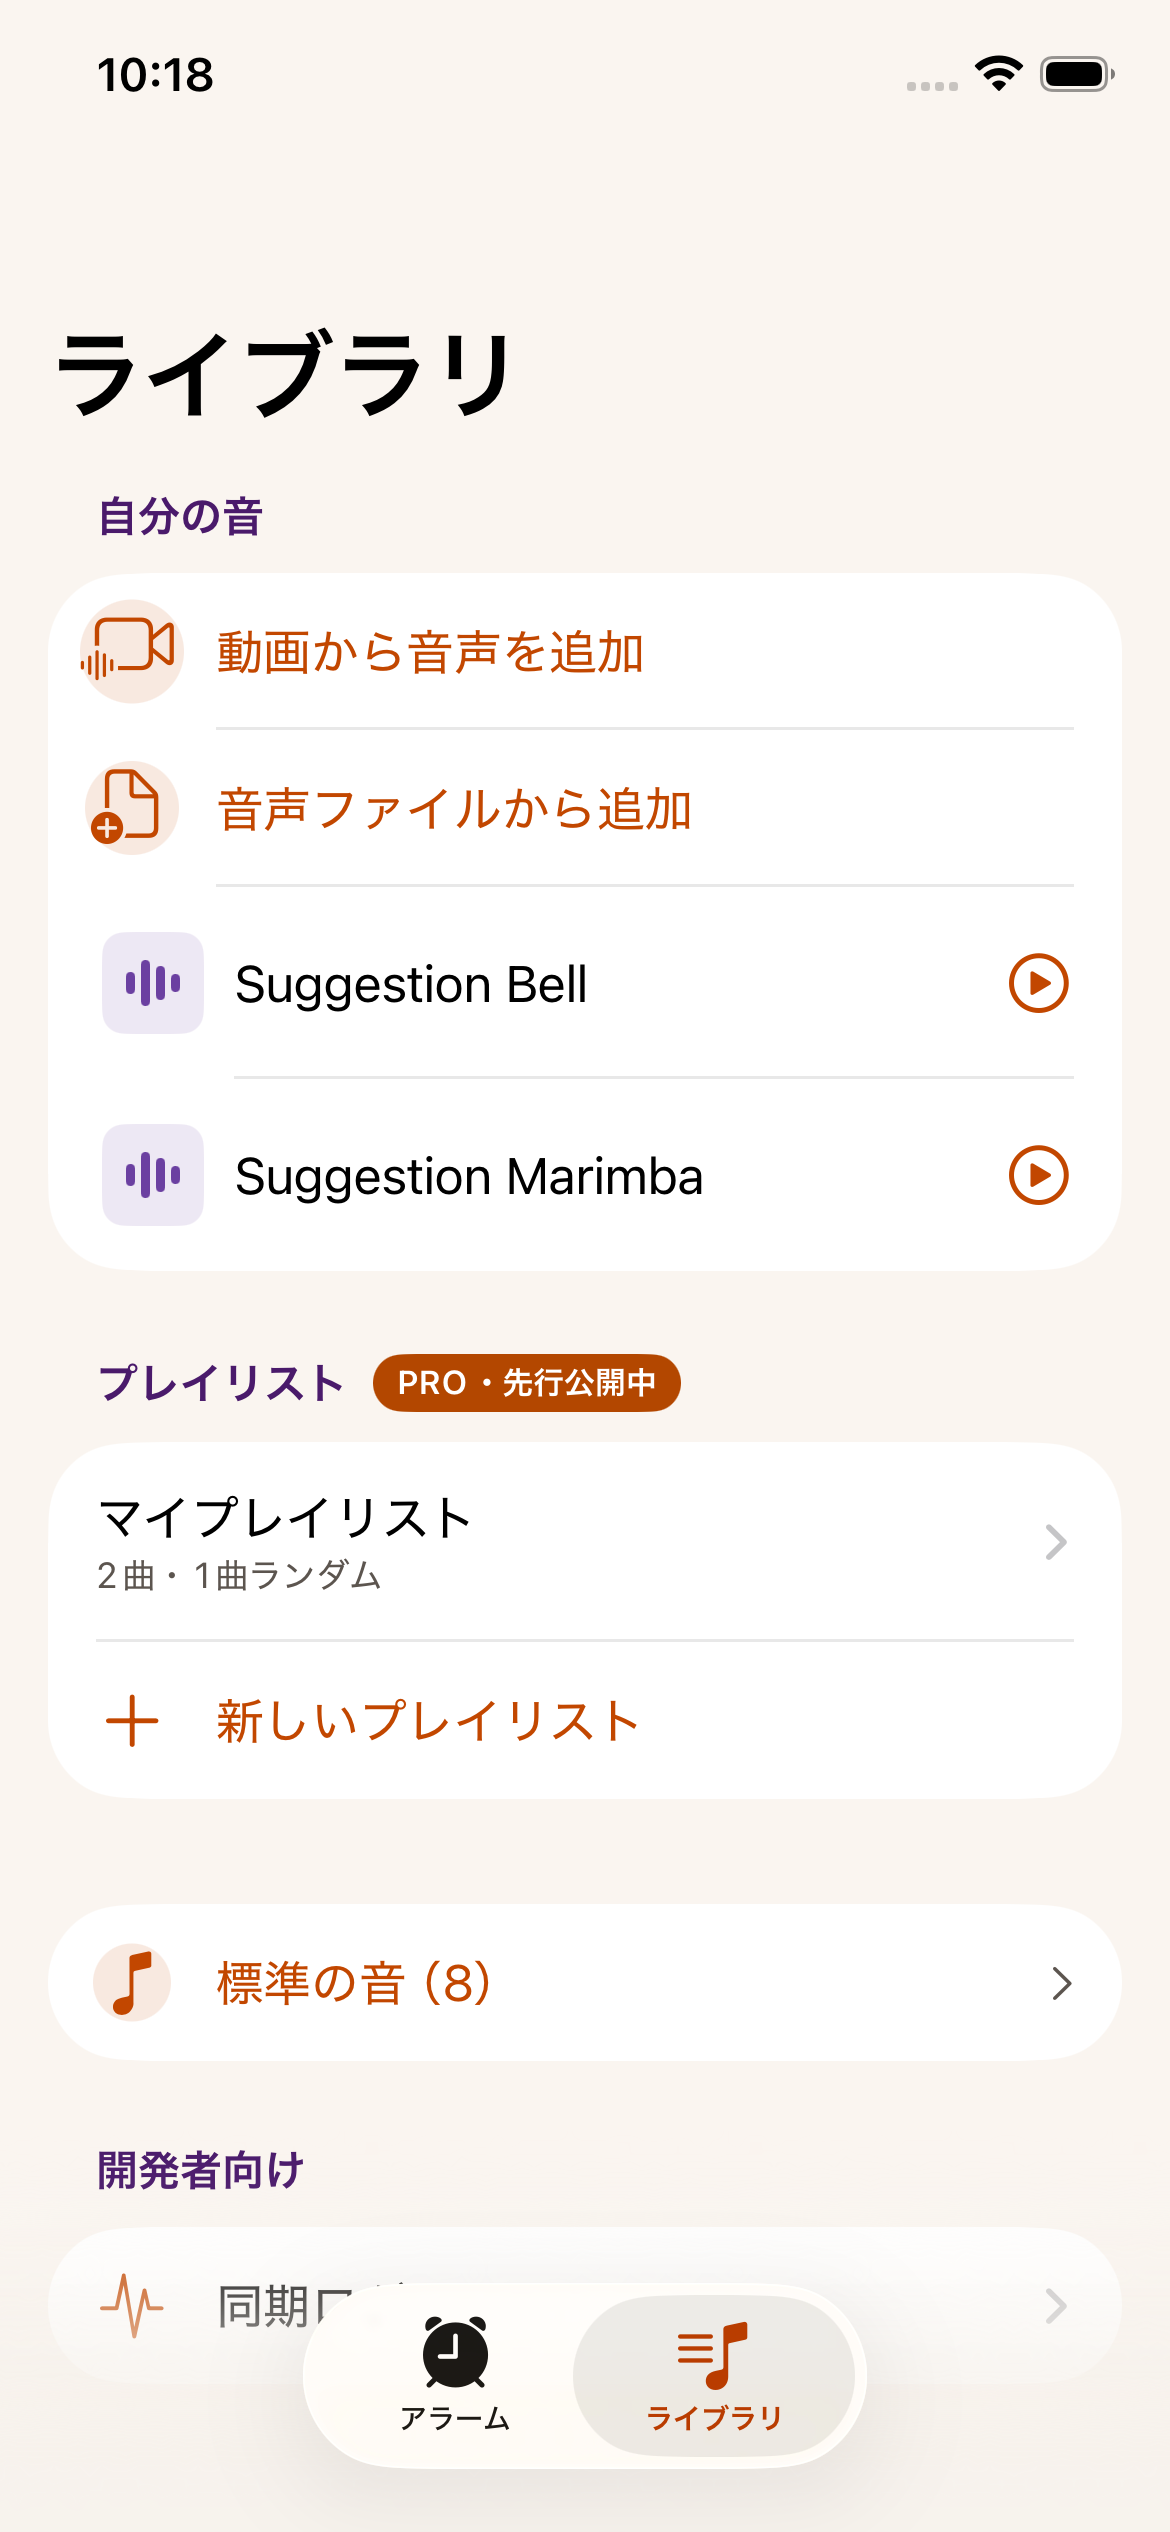 10:18
ライブラリ
自分の音
動画から音声を追加
音声ファイルから追加
Suggestion Bell
Suggestion Marimba
プレイリスト
PRO・先行公開中
マイプレイリスト
2曲・1曲ランダム
新しいプレイリスト
標準の音（8）
開発者向け
同期ロ
アラーム
ライブラリ